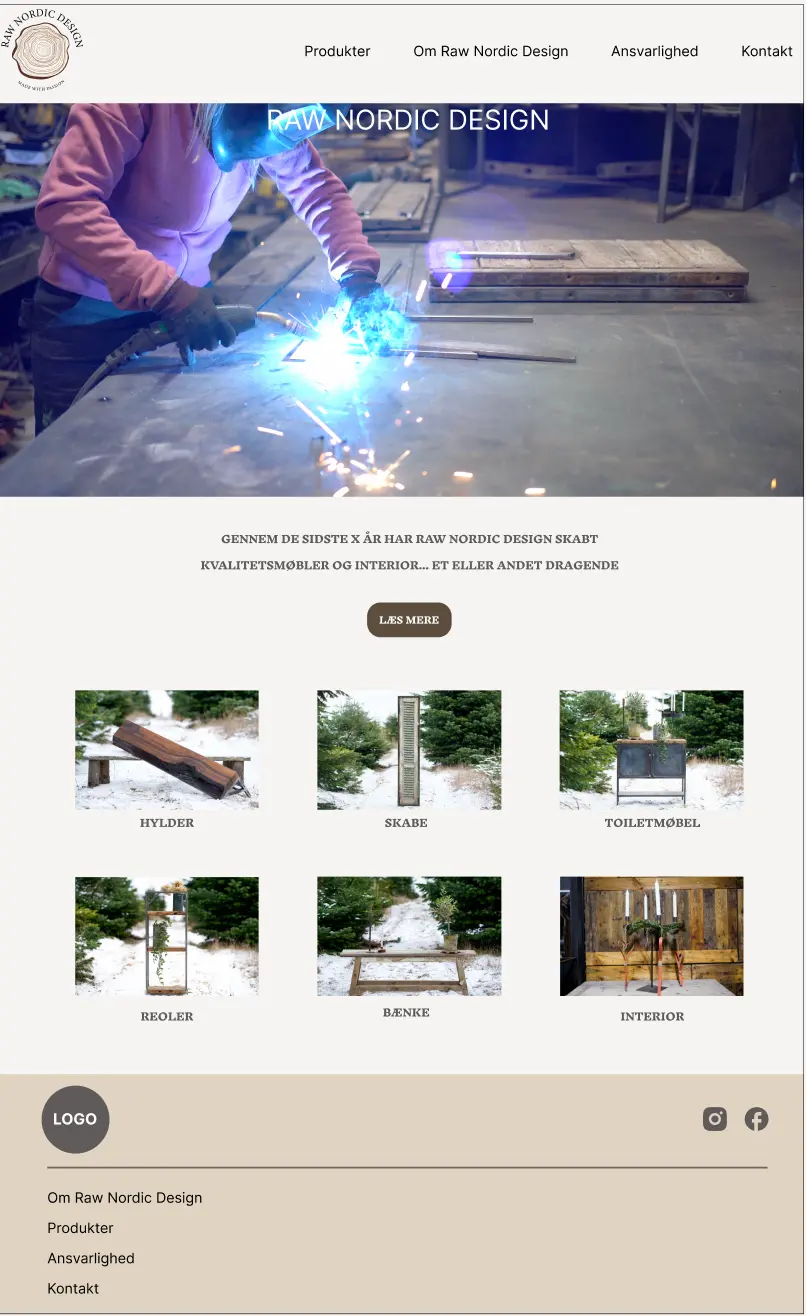 RAW NORDIC DESIGN
MADE WITH PASSION
Produkter
Om Raw Nordic Design
Ansvarlighed
Kontakt
RAW NORDIC DESIGN
GENNEM DE SIDSTE X ÅR HAR RAW NORDIC DESIGN SKABT
KVALITETSMØBLER OG INTERIOR... ET ELLER ANDET DRAGENDE
LÆS MERE
HYLDER
SKABE
TOILETMØBEL
REOLER
BÆNKE
INTERIOR
LOGO
Om Raw Nordic Design
Produkter
Ansvarlighed
Kontakt